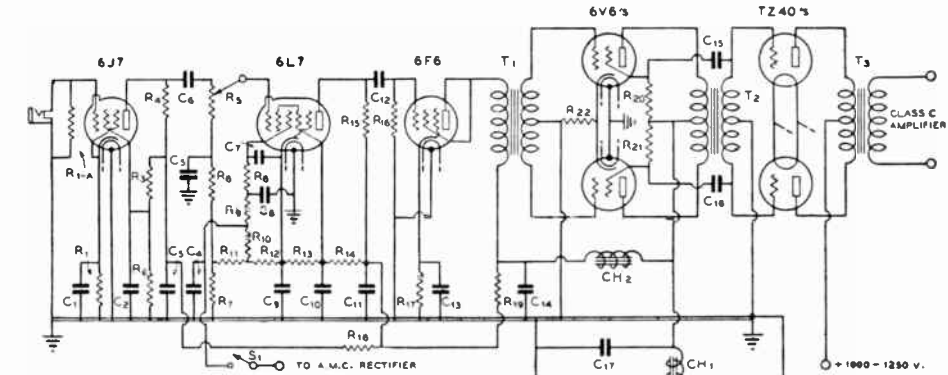 6V6's
TZ40's
6J7
6L7
6F6
T1
T2
T3
C6
R4
R5
C12
R15
R16
R22
R20
R21
C15
C16
CLASS C
AMPLIFIER
J
R1-A
R3
C5
R8
C7
R6
C8
R9
R10
R1
C1
C2
C3
C4
R11
R12
R13
R14
R7
C9
C10
C11
R17
C13
R19
C14
CH2
R18
S1
TO A.M.C. RECTIFIER
C17
CH1
+1000-1250 V.